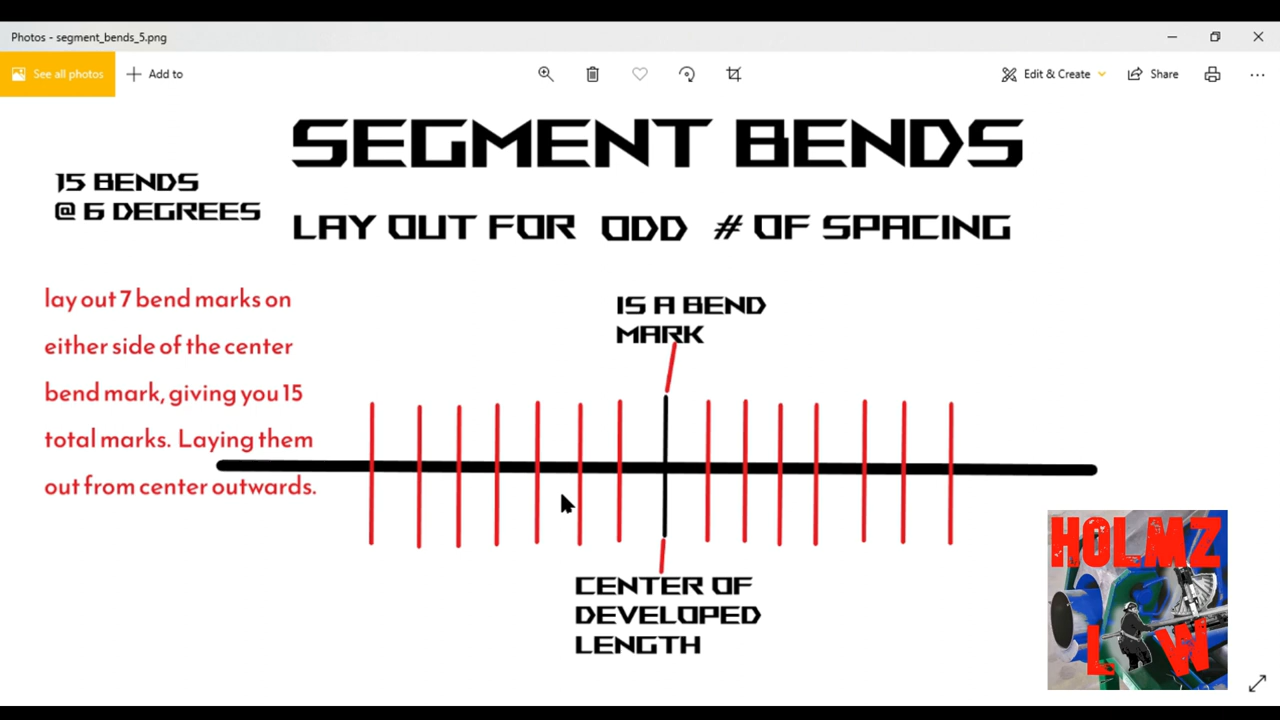 Photos - segment_bends_5.png
See all photos
Add to
Edit & Create
Share
SEGMENT BENDS
15 BENDS
@ 6 DEGREES
LAY OUT FOR ODD # OF SPACING
lay out 7 bend marks on
either side of the center
bend mark, giving you 15
total marks. Laying them
out from center outwards.
IS A BEND
MARK
CENTER OF
DEVELOPED
LENGTH
HOLMZ
L W